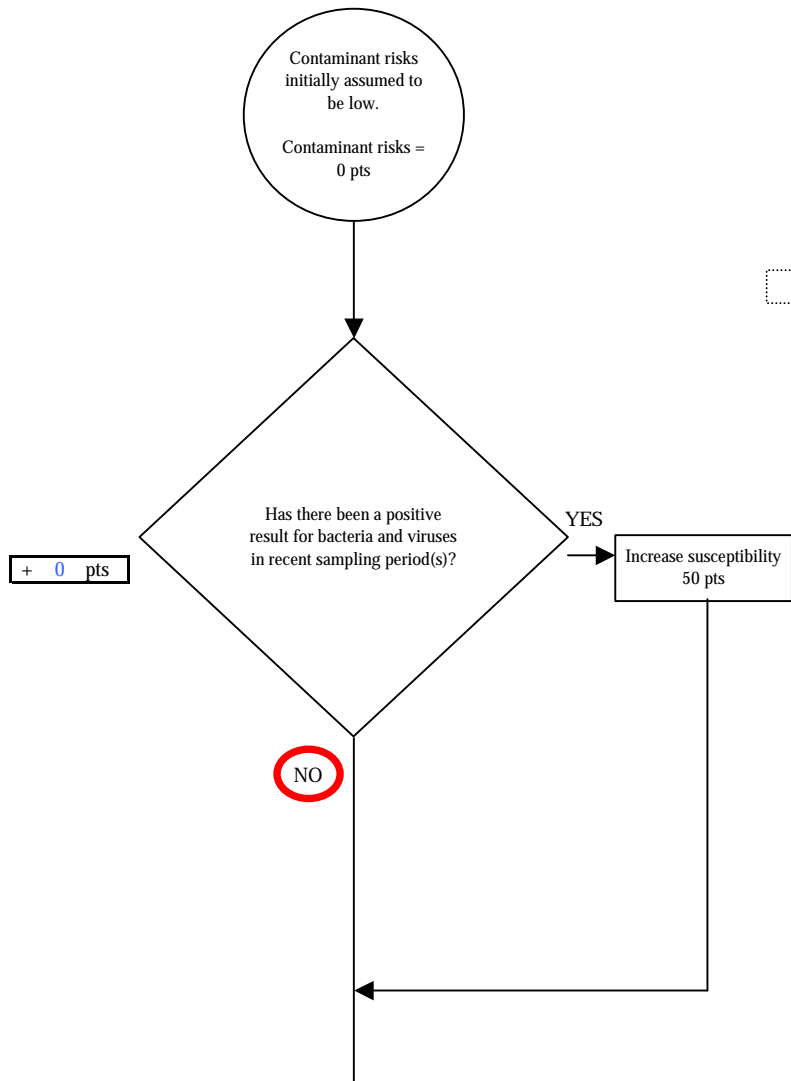 Contaminant risks
initially assumed to
be low.
Contaminant risks =
0 pts
Has there been a positive
result for bacteria and viruses
in recent sampling period(s)?
YES
Increase susceptibility
50 pts
+ 0 pts
NO